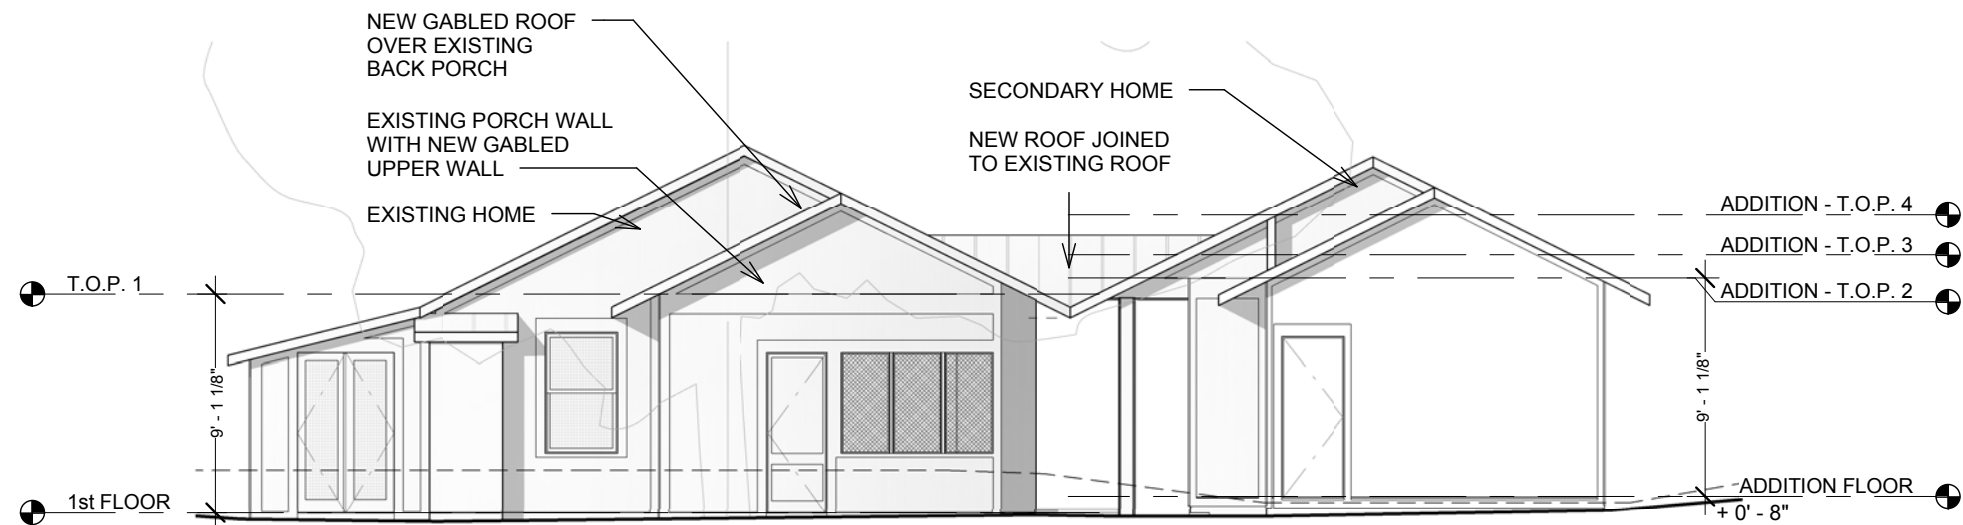 NEW GABLED ROOF
OVER EXISTING
BACK PORCH
EXISTING PORCH WALL
WITH NEW GABLED
UPPER WALL
EXISTING HOME
SECONDARY HOME
NEW ROOF JOINED
TO EXISTING ROOF
ADDITION - T.O.P. 4
ADDITION - T.O.P. 3
ADDITION - T.O.P. 2
T.O.P. 1
9' - 1 1/8"
9' - 1 1/8"
1st FLOOR
ADDITION FLOOR
+ 0' - 8"